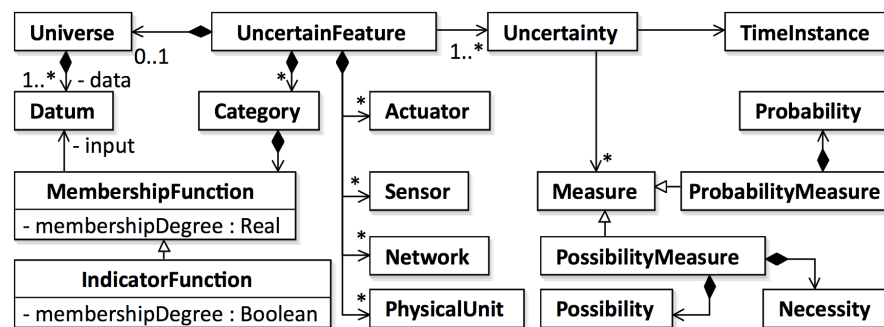 Universe
UncertainFeature
Uncertainty
TimeInstance
0..1
1..*
1..*
- data
*
Datum
Category
*
Actuator
Probability
- input
*
MembershipFunction
*
Sensor
Measure
ProbabilityMeasure
- membershipDegree : Real
*
Network
PossibilityMeasure
IndicatorFunction
*
PhysicalUnit
Possibility
Necessity
- membershipDegree : Boolean